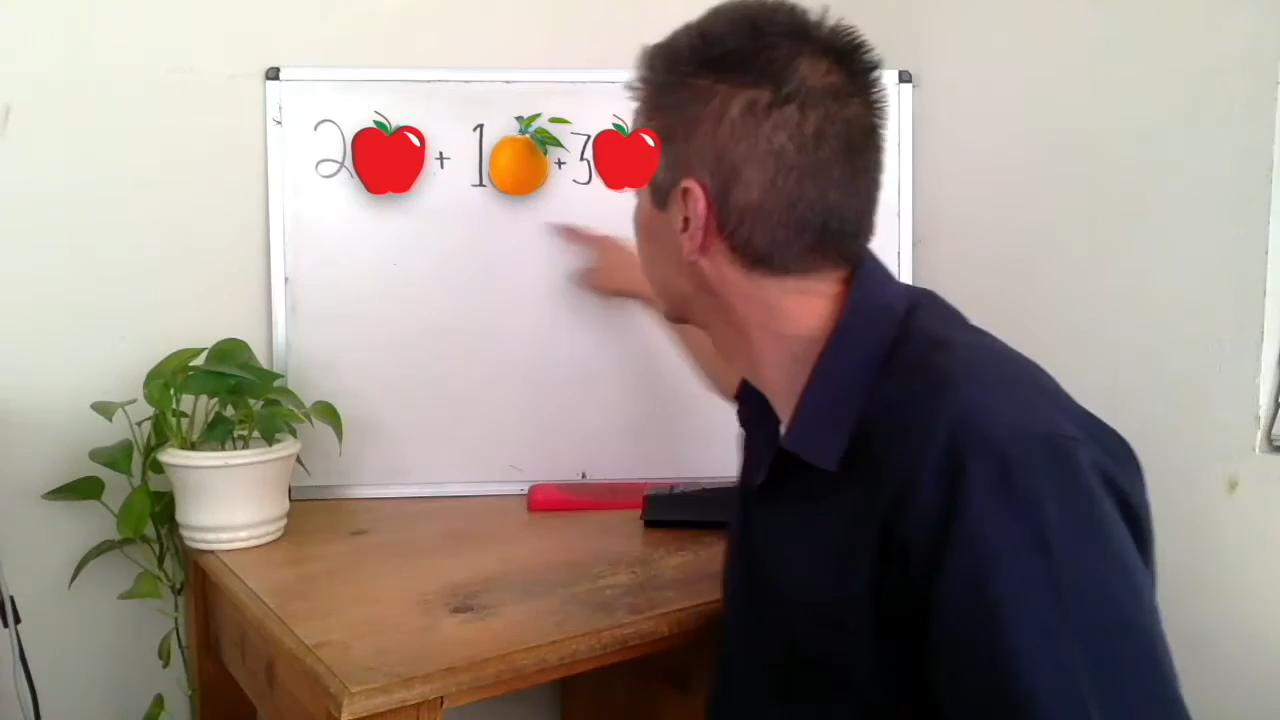 2🍎 + 1🍊 + 3🍎